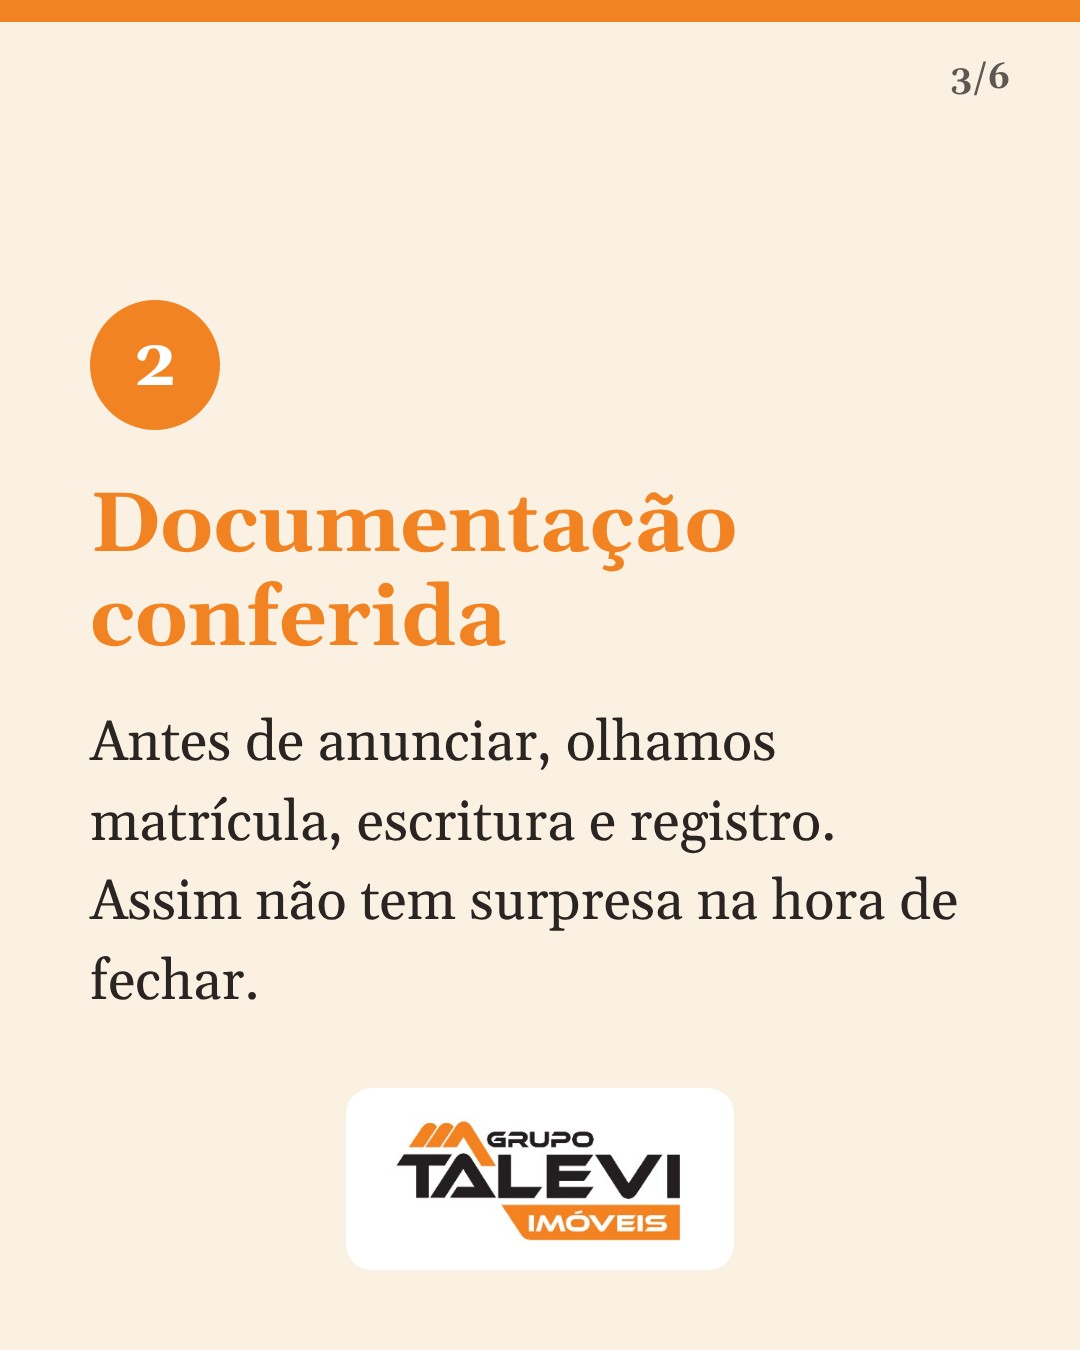 3/6
2
Documentação
conferida
Antes de anunciar, olhamos
matrícula, escritura e registro.
Assim não tem surpresa na hora de
fechar.
GRUPO
TALEVI
IMÓVEIS